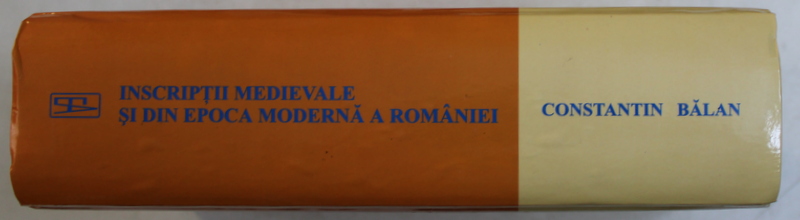 INSCRIPȚII MEDIEVALE
ȘI DIN EPOCA MODERNĂ A ROMÂNIEI
CONSTANTIN BĂLAN